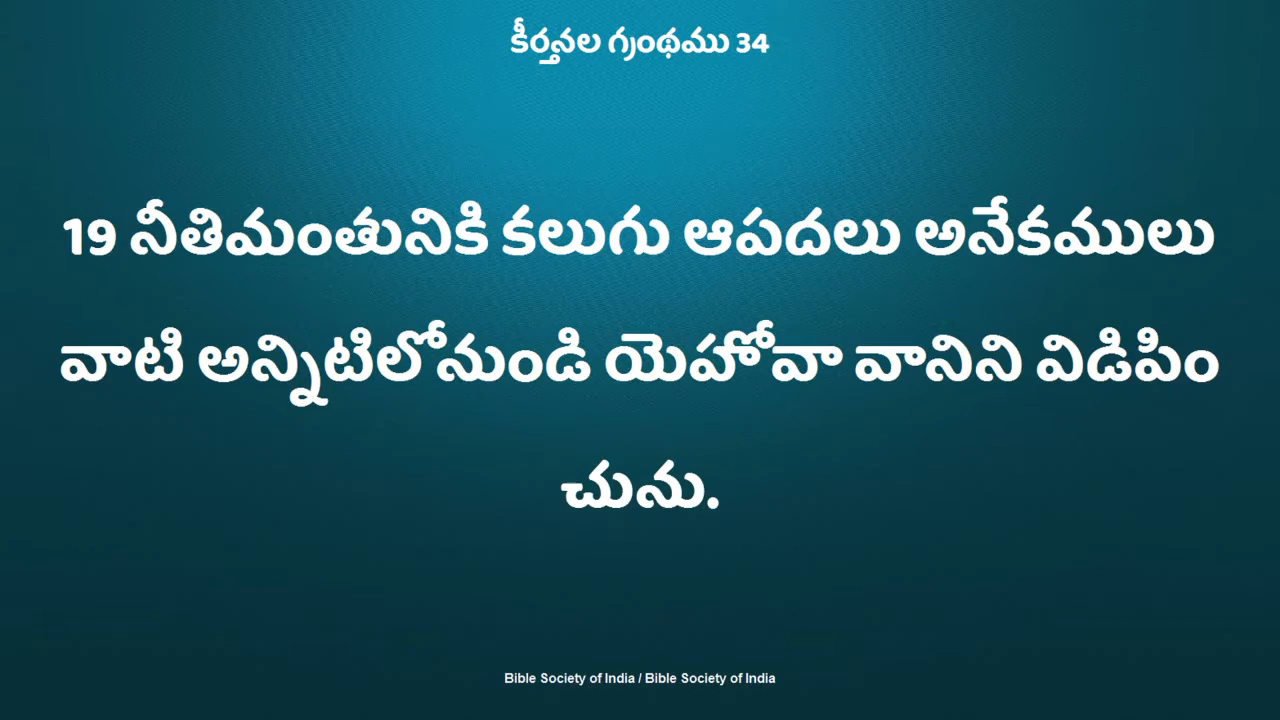 కీర్తనల గ్రంథము 34
19 నీతిమంతునికి కలుగు ఆపదలు అనేకములు
వాటి అన్నిటిలోనుండి యెహోవా వానిని విడిపిం
చును.
Bible Society of India / Bible Society of India